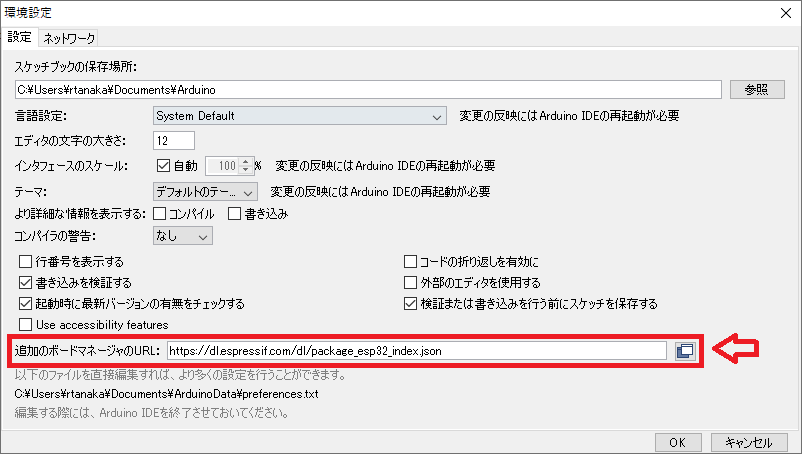 環境設定
設定 ネットワーク
スケッチブックの保存場所:
C:¥Users¥rtanaka¥Documents¥Arduino 参照
言語設定: System Default 変更の反映にはArduino IDEの再起動が必要
エディタの文字の大きさ: 12
インタフェースのスケール: 自動 100 % 変更の反映にはArduino IDEの再起動が必要
テーマ: デフォルトのテー... 変更の反映にはArduino IDEの再起動が必要
より詳細な情報を表示する: コンパイル 書き込み
コンパイラの警告: なし
行番号を表示する コードの折り返しを有効に
書き込みを検証する 外部のエディタを使用する
起動時に最新バージョンの有無をチェックする 検証または書き込みを行う前にスケッチを保存する
Use accessibility features
追加のボードマネージャのURL: https://dl.espressif.com/dl/package_esp32_index.json
以下のファイルを直接編集すれば、より多くの設定を行うことができます。
C:¥Users¥rtanaka¥Documents¥ArduinoData¥preferences.txt
編集する際には、Arduino IDEを終了させておいてください。
OK キャンセル